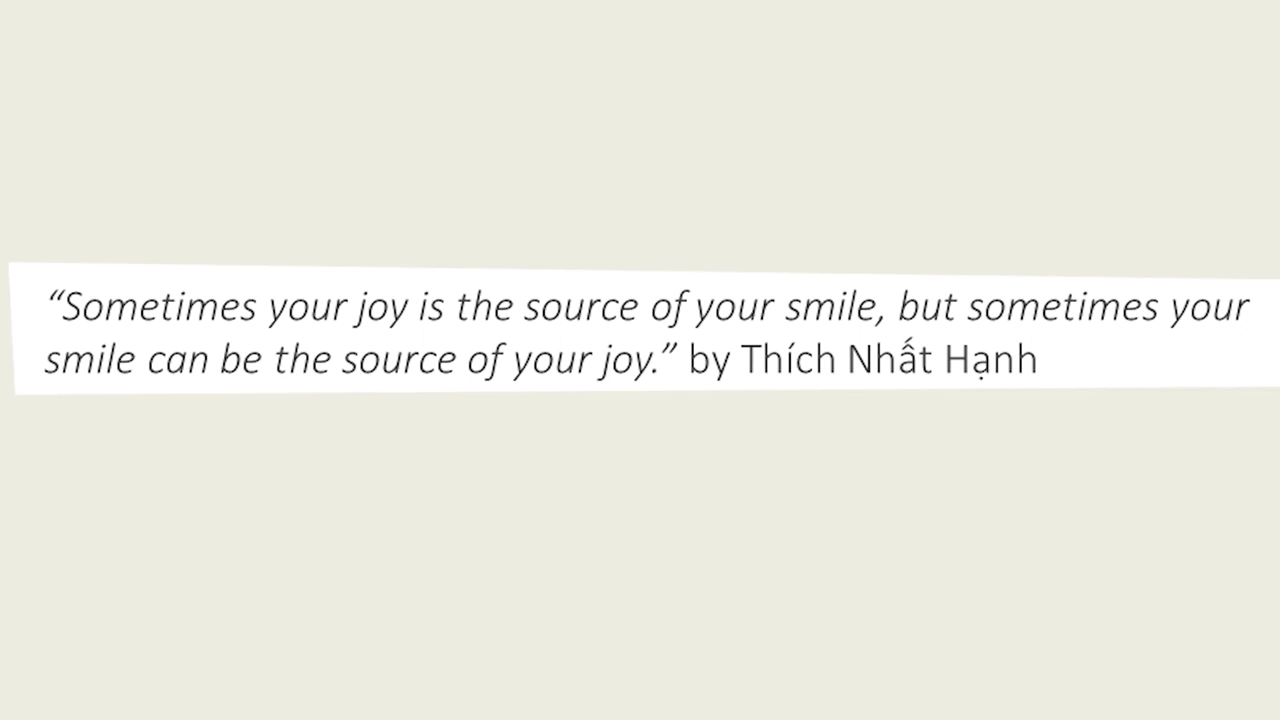 “Sometimes your joy is the source of your smile, but sometimes your
smile can be the source of your joy.” by Thích Nhất Hạnh